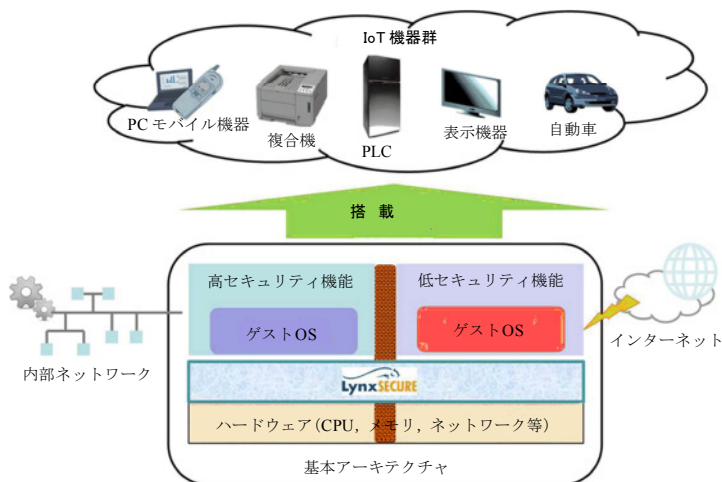 IoT 機器群
PC モバイル機器
複合機
PLC
表示機器
自動車
搭 載
高セキュリティ機能
低セキュリティ機能
ゲスト OS
ゲスト OS
内部ネットワーク
インターネット
LynxSECURE
ハードウェア(CPU, メモリ, ネットワーク等)
基本アーキテクチャ